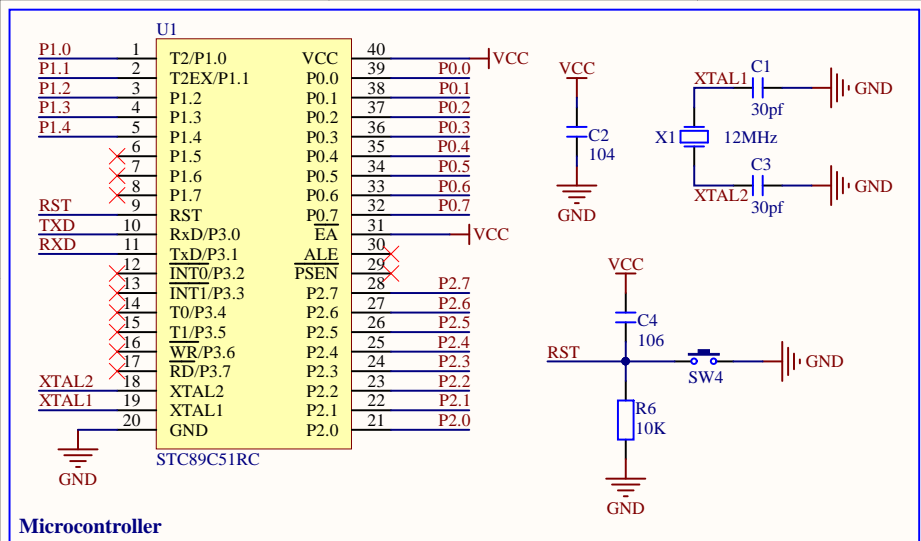 U1
P1.0 1 T2/P1.0 VCC 40 VCC
P1.1 2 T2EX/P1.1 P0.0 39 P0.0
P1.2 3 P1.2 P0.1 38 P0.1
P1.3 4 P1.3 P0.2 37 P0.2
P1.4 5 P1.4 P0.3 36 P0.3
6 P1.5 P0.4 35 P0.4
7 P1.6 P0.5 34 P0.5
8 P1.7 P0.6 33 P0.6
RST 9 RST P0.7 32 P0.7
TXD 10 RxD/P3.0 EA 31 VCC
RXD 11 TxD/P3.1 ALE 30
12 INT0/P3.2 PSEN 29
13 INT1/P3.3 P2.7 28 P2.7
14 T0/P3.4 P2.6 27 P2.6
15 T1/P3.5 P2.5 26 P2.5
16 WR/P3.6 P2.4 25 P2.4
17 RD/P3.7 P2.3 24 P2.3
XTAL2 18 XTAL2 P2.2 23 P2.2
XTAL1 19 XTAL1 P2.1 22 P2.1
20 GND P2.0 21 P2.0
GND
STC89C51RC
VCC
C2
104
GND
XTAL1 C1
30pf GND
X1 12MHz
C3
XTAL2 30pf GND
VCC
C4
106
RST SW4 GND
R6
10K
GND
Microcontroller